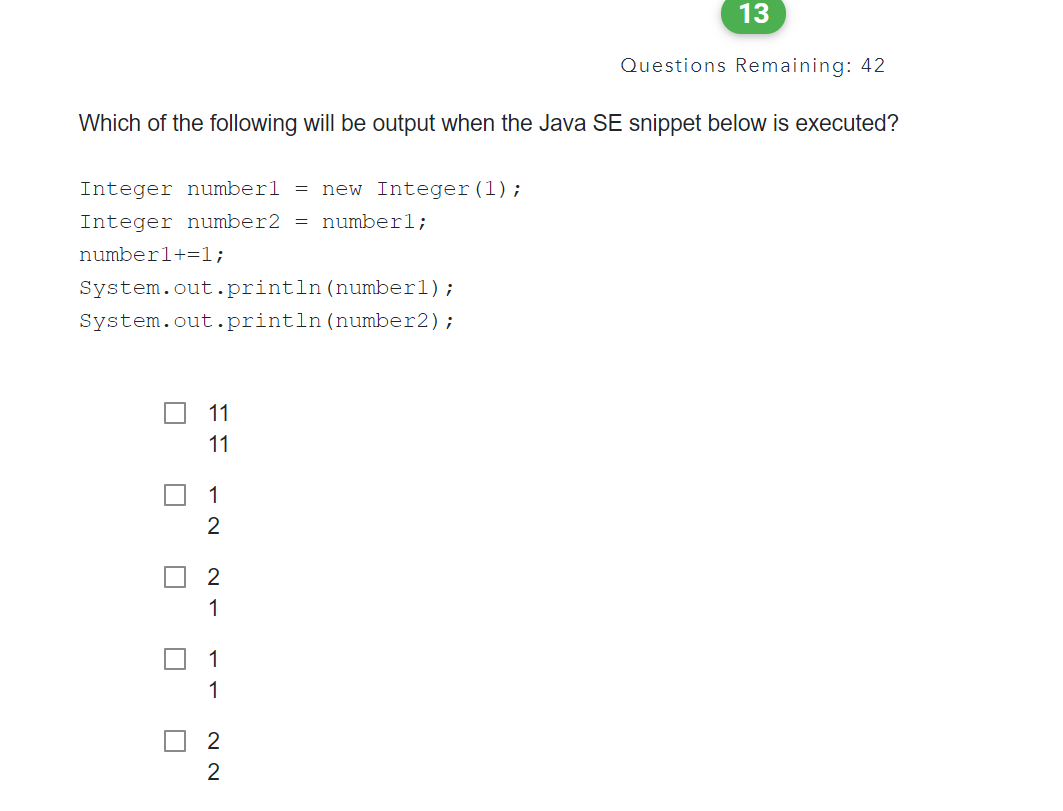 13
Questions Remaining: 42
Which of the following will be output when the Java SE snippet below is executed?
Integer number1 = new Integer(1);
Integer number2 = number1;
number1+=1;
System.out.println(number1);
System.out.println(number2);
11
11
1
2
2
1
1
1
2
2